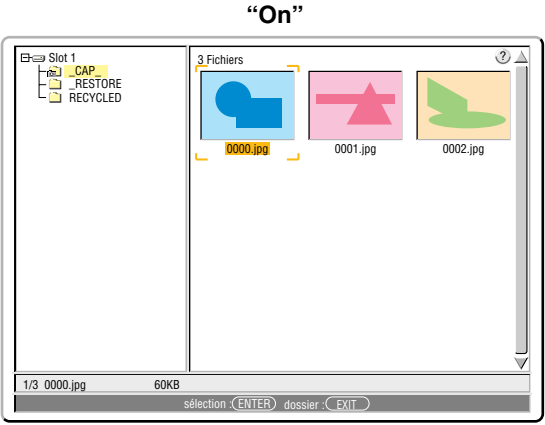 “On”
Slot 1
_CAP_
_RESTORE
RECYCLED
3 Fichiers
?
0000.jpg 0001.jpg 0002.jpg
1/3 0000.jpg 60KB
sélection :ENTER dossier : EXIT